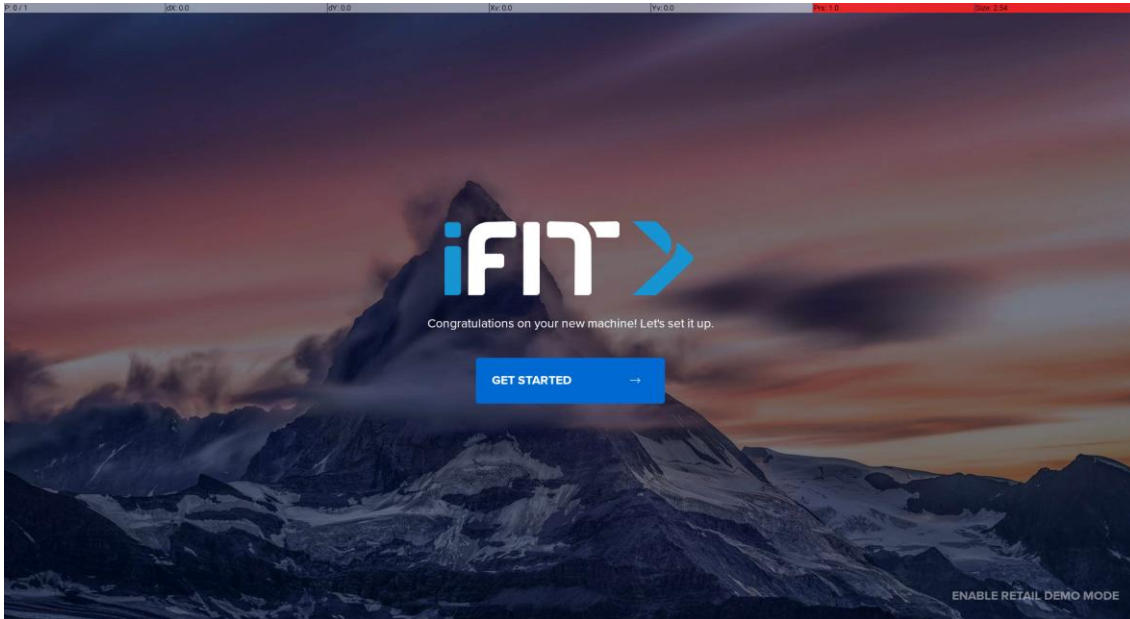 P: 0 / 1 dX: 0.0 dY: 0.0 Xv: 0.0 Yv: 0.0 Prs: 1.0 Size: 2.54
iFIT
Congratulations on your new machine! Let's set it up.
GET STARTED →
ENABLE RETAIL DEMO MODE